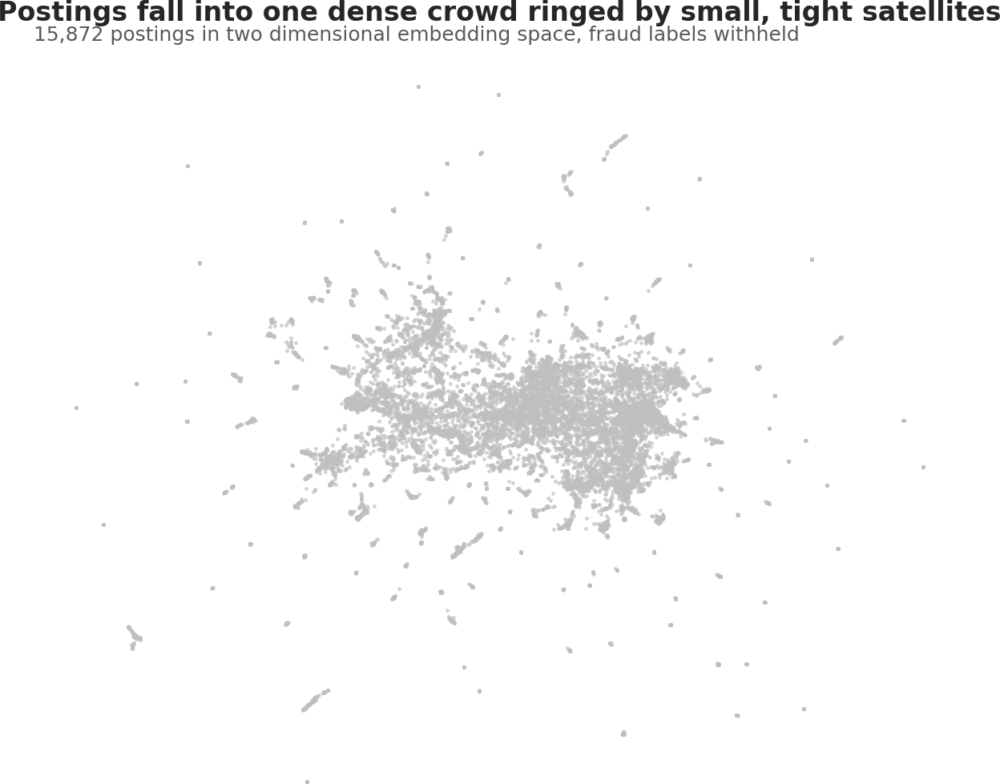 Postings fall into one dense crowd ringed by small, tight satellites
15,872 postings in two dimensional embedding space, fraud labels withheld